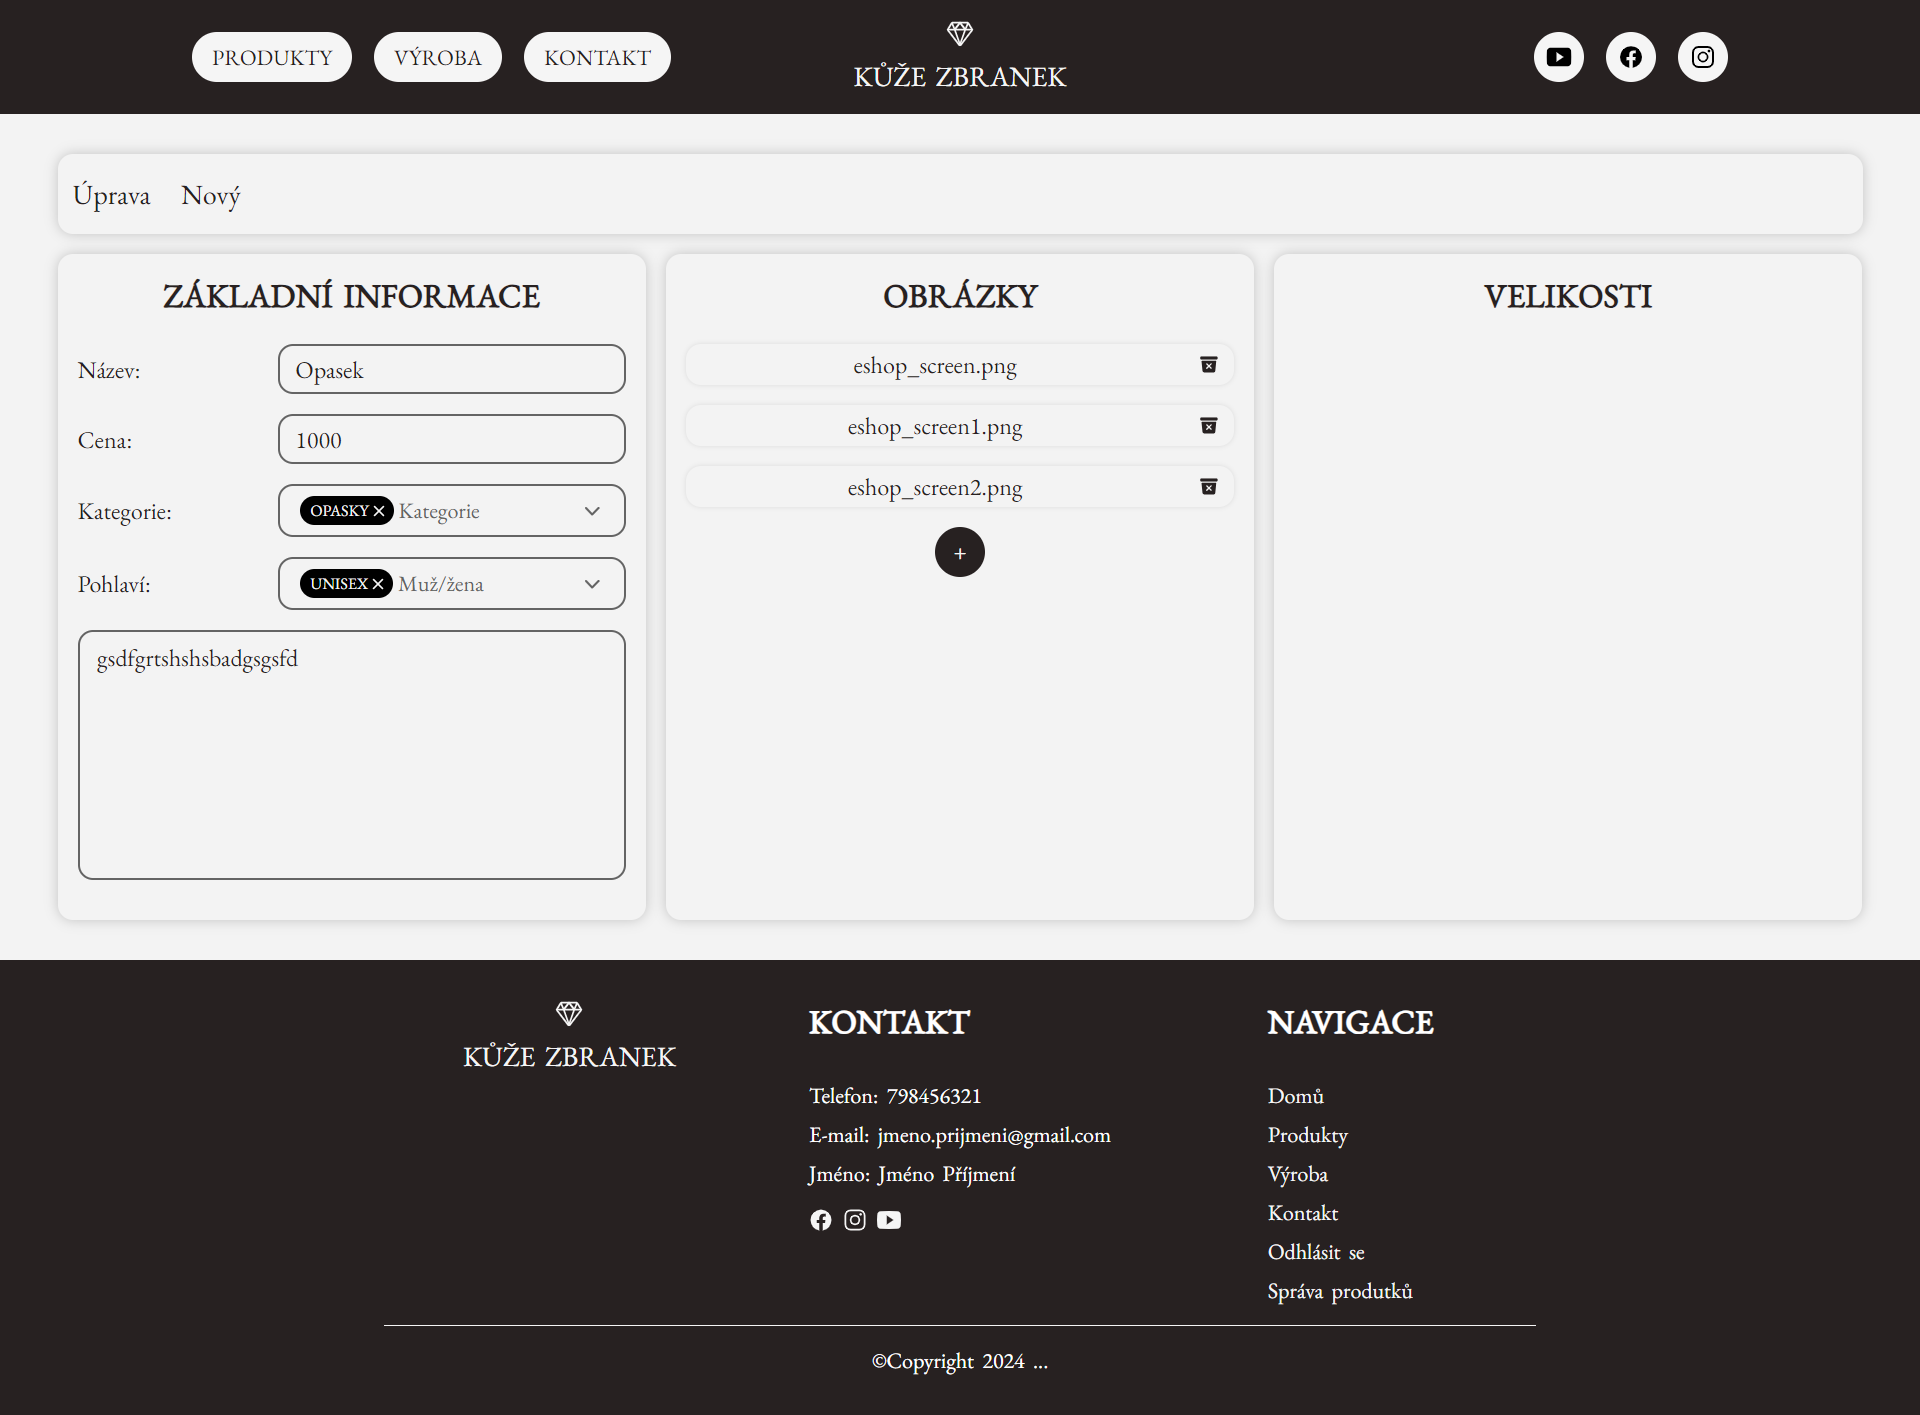 PRODUKTY VÝROBA KONTAKT
KŮŽE ZBRANEK
Úprava Nový
ZÁKLADNÍ INFORMACE
Název: Opasek
Cena: 1000
Kategorie: OPASKY Kategorie
Pohlaví: UNISEX Muž/žena
gsdfgrtshshsbadgsgsfd
OBRÁZKY
eshop_screen.png
eshop_screen1.png
eshop_screen2.png
+
VELIKOSTI
KŮŽE ZBRANEK
KONTAKT
Telefon: 798456321
E-mail: jmeno.prijmeni@gmail.com
Jméno: Jméno Příjmení
NAVIGACE
Domů
Produkty
Výroba
Kontakt
Odhlásit se
Správa produtků
©Copyright 2024 ...